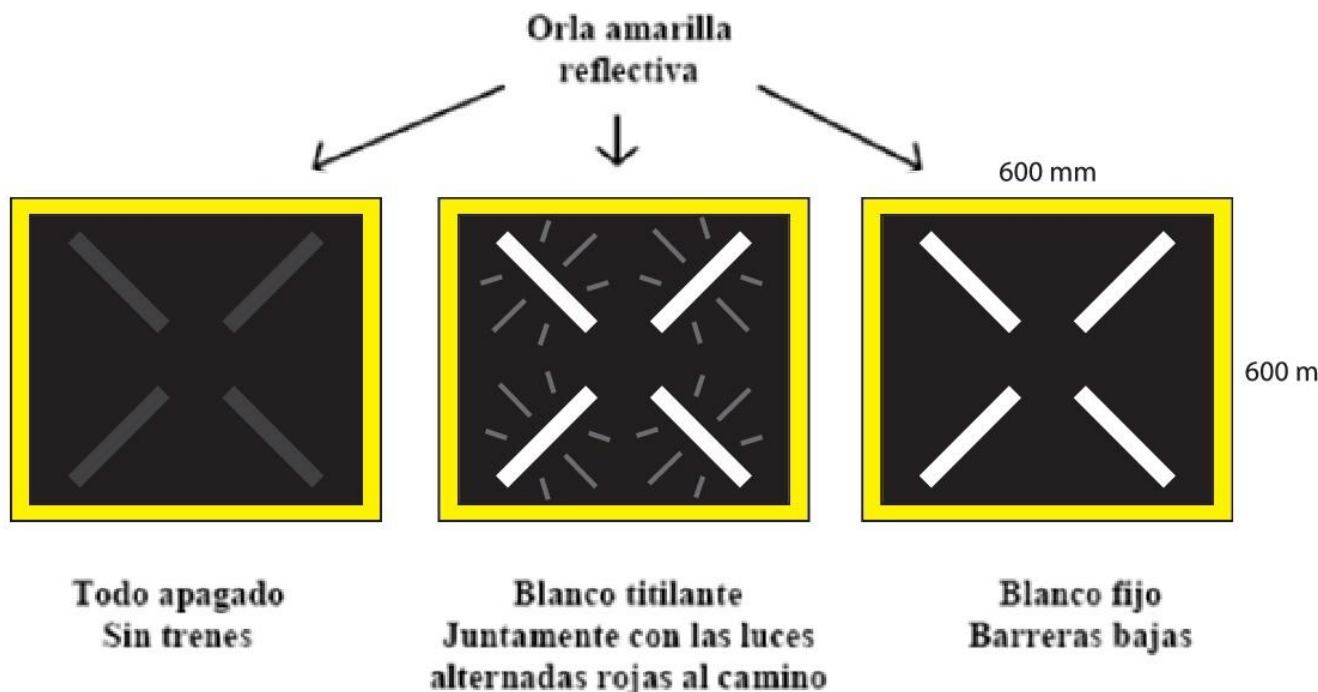 Orla amarilla
reflectiva
600 mm
600 m
Todo apagado
Sin trenes
Blanco titilante
Juntamente con las luces
alternadas rojas al camino
Blanco fijo
Barreras bajas